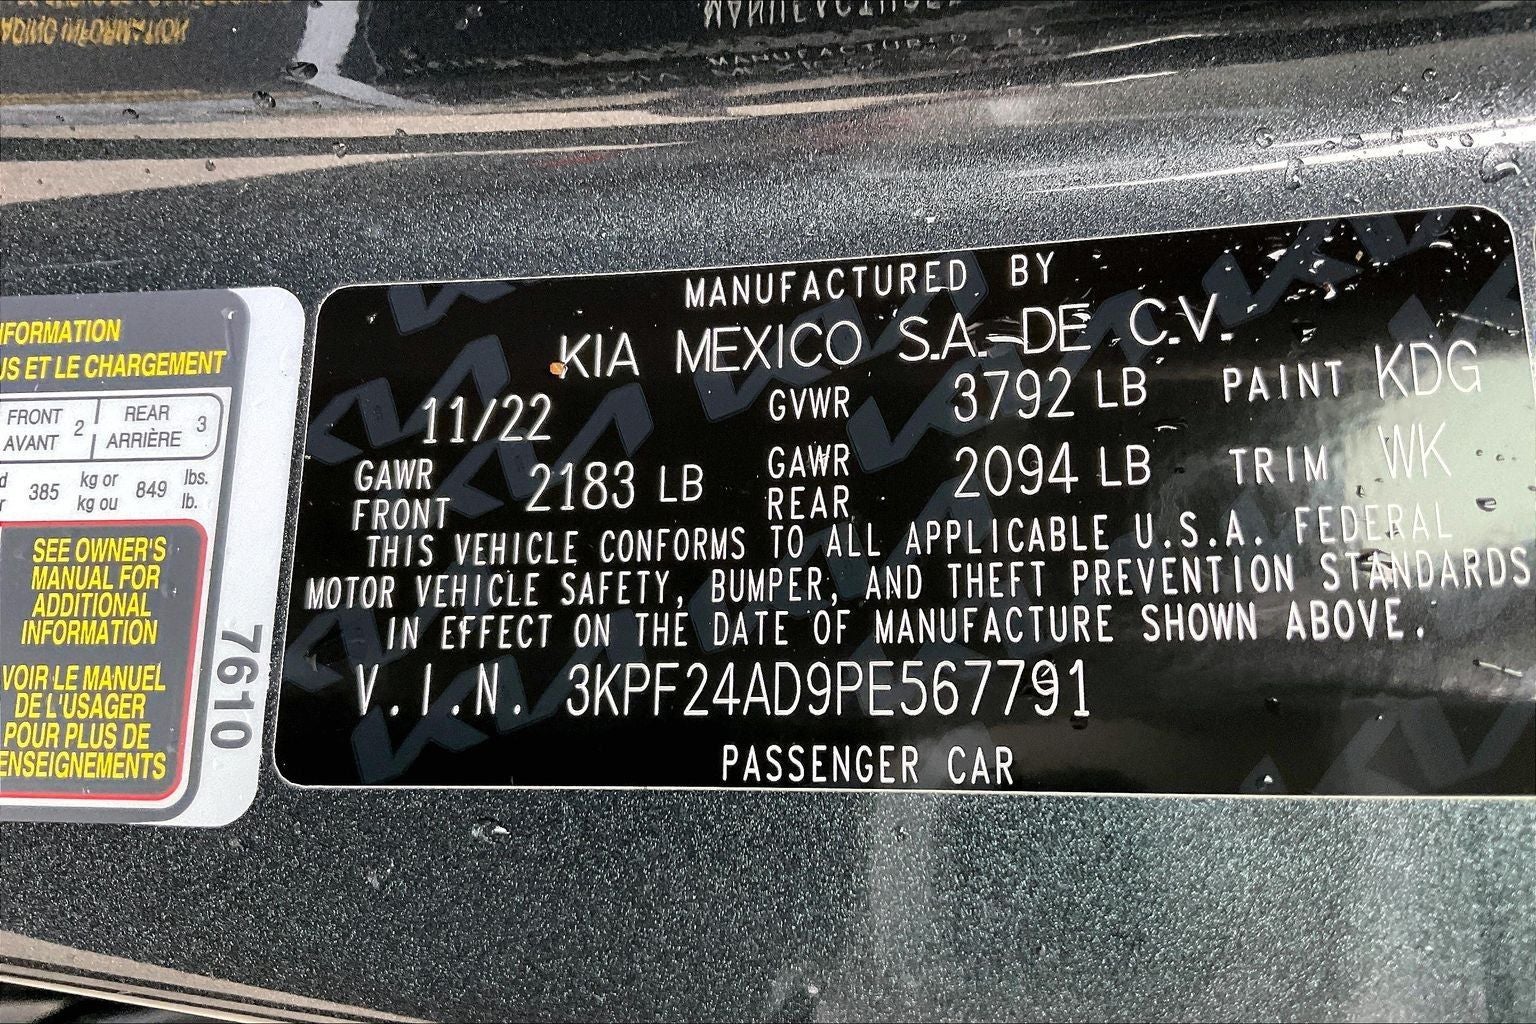 NFORMATION
US ET LE CHARGEMENT
FRONT
AVANT 2
REAR
ARRIÈRE 3
385 kg or
kg ou 849 lbs.
lb.
SEE OWNER'S
MANUAL FOR
ADDITIONAL
INFORMATION
VOIR LE MANUEL
DE L'USAGER
POUR PLUS DE
ENSEIGNEMENTS
7610
MANUFACTURED BY
KIA MEXICO S.A. DE C.V.
11/22 GVWR 3792 LB PAINT KDG
GAWR
FRONT 2183 LB GAWR
REAR 2094 LB TRIM WK
THIS VEHICLE CONFORMS TO ALL APPLICABLE U.S.A. FEDERAL
MOTOR VEHICLE SAFETY, BUMPER, AND THEFT PREVENTION STANDARDS
IN EFFECT ON THE DATE OF MANUFACTURE SHOWN ABOVE.
V.I.N. 3KPF24AD9PE567791
PASSENGER CAR